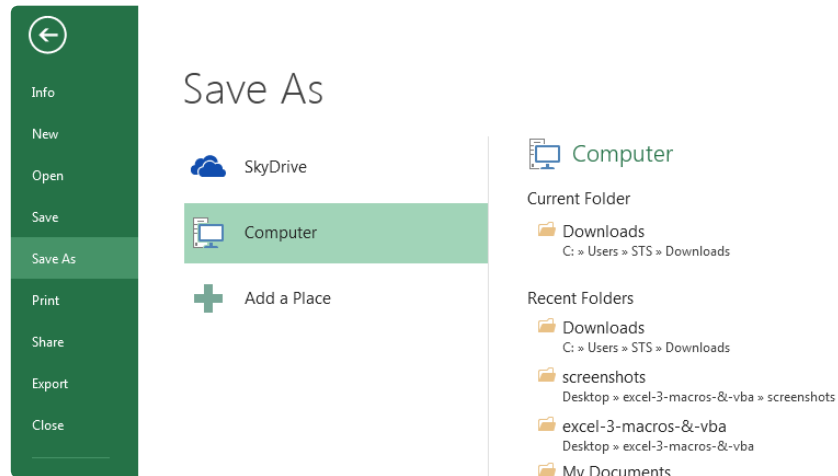 Info
New
Open
Save
Save As
Print
Share
Export
Close
Save As
SkyDrive
Computer
Add a Place
Computer
Current Folder
Downloads
C: » Users » STS » Downloads
Recent Folders
Downloads
C: » Users » STS » Downloads
screenshots
Desktop » excel-3-macros-&-vba » screenshots
excel-3-macros-&-vba
Desktop » excel-3-macros-&-vba
My Documents